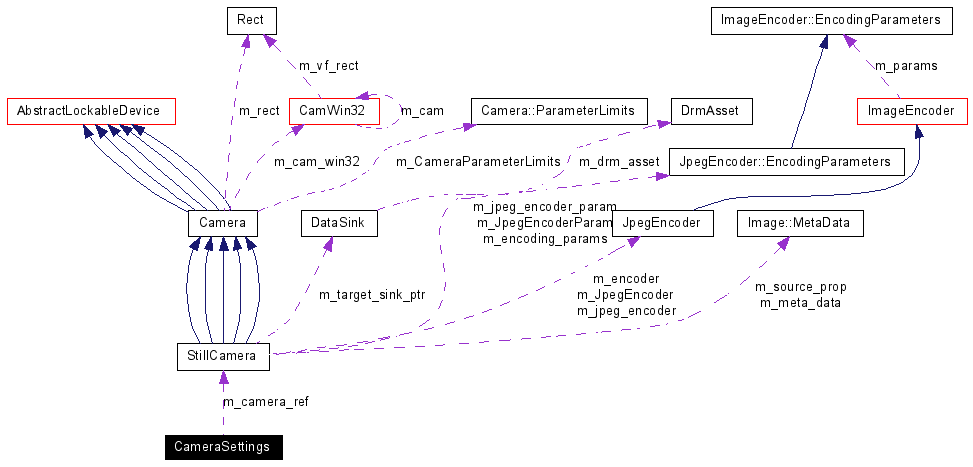 Rect
ImageEncoder::EncodingParameters
m_vf_rect
m_params
AbstractLockableDevice
m_rect
CamWin32
m_cam
Camera::ParameterLimits
DrmAsset
ImageEncoder
m_cam_win32
m_CameraParameterLimits
m_drm_asset
JpegEncoder::EncodingParameters
Camera
DataSink
m_jpeg_encoder_param
m_JpegEncoderParam
m_encoding_params
JpegEncoder
Image::MetaData
m_target_sink_ptr
m_encoder
m_JpegEncoder
m_jpeg_encoder
m_source_prop
m_meta_data
StillCamera
m_camera_ref
CameraSettings